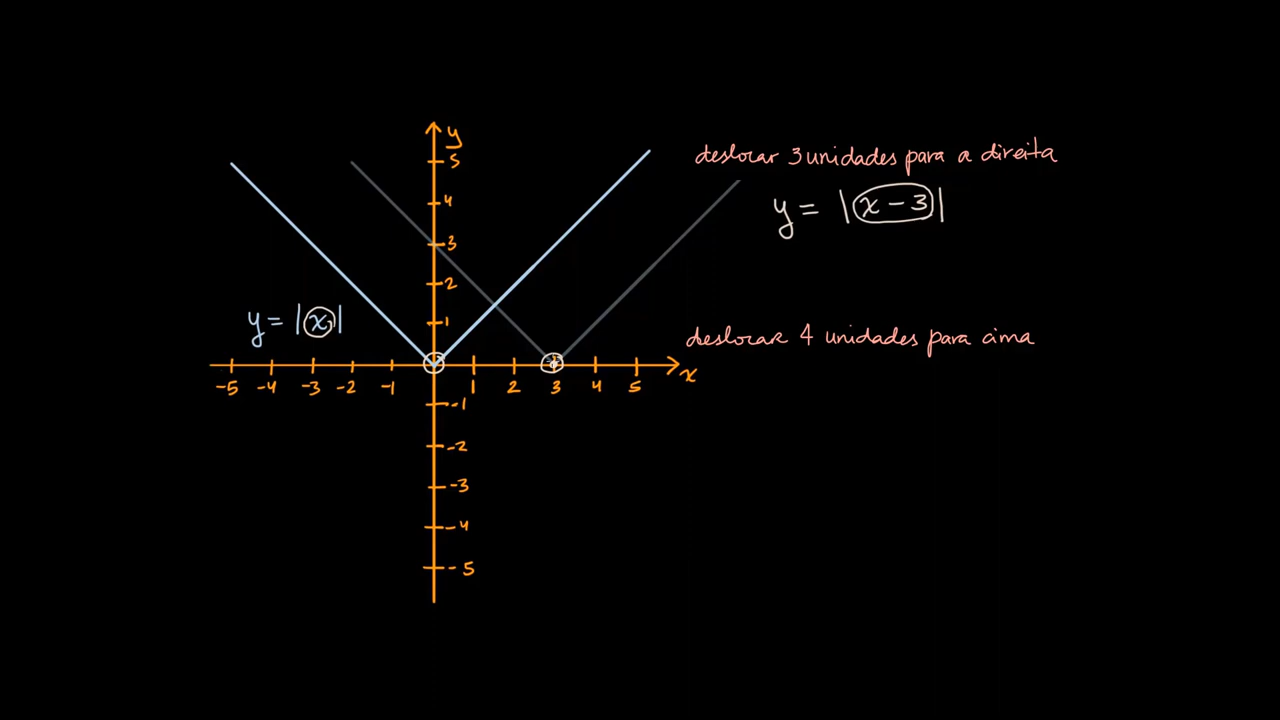 y
5
deslocar 3 unidades para a direita
4
y = |x - 3|
3
2
y = |x|
1
deslocar 4 unidades para cima
x
-5 -4 -3 -2 -1 1 2 3 4 5
-1
-2
-3
-4
-5